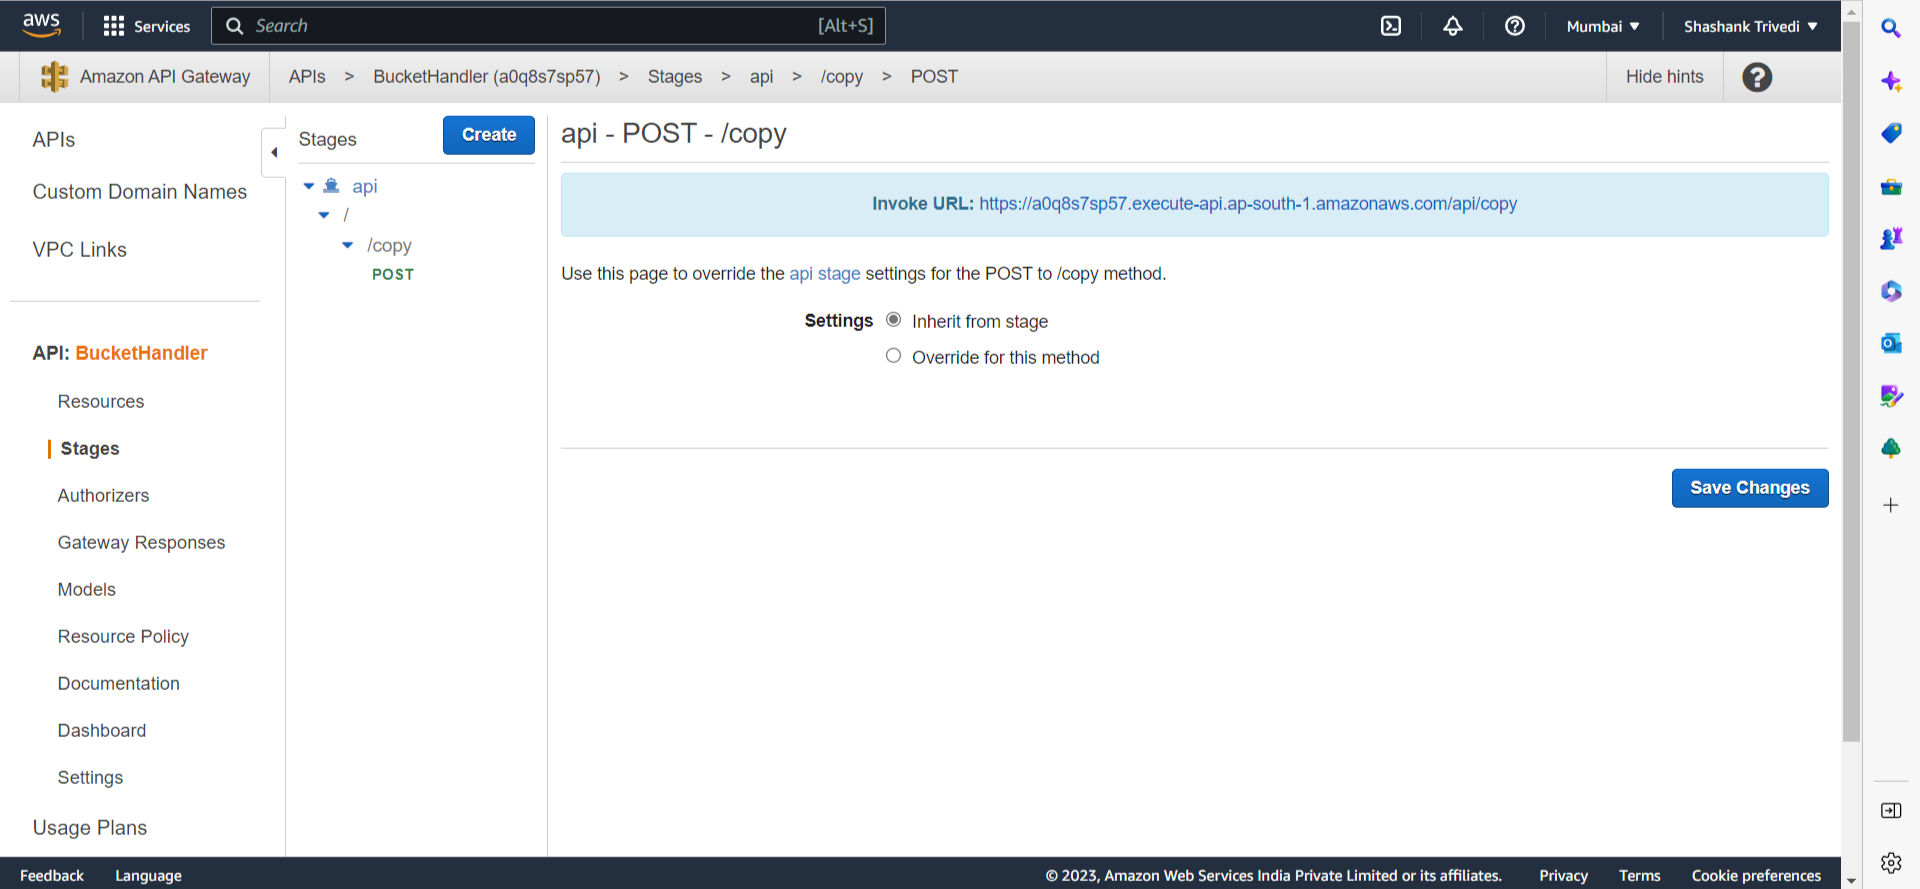 aws Services Search [Alt+S] Mumbai Shashank Trivedi
Amazon API Gateway APIs > BucketHandler (a0q8s7sp57) > Stages > api > /copy > POST Hide hints
APIs
Custom Domain Names
VPC Links
API: BucketHandler
Resources
Stages
Authorizers
Gateway Responses
Models
Resource Policy
Documentation
Dashboard
Settings
Usage Plans
Stages Create
api
/
/copy
POST
api - POST - /copy
Invoke URL: https://a0q8s7sp57.execute-api.ap-south-1.amazonaws.com/api/copy
Use this page to override the api stage settings for the POST to /copy method.
Settings Inherit from stage
Override for this method
Save Changes
Feedback Language © 2023, Amazon Web Services India Private Limited or its affiliates. Privacy Terms Cookie preferences